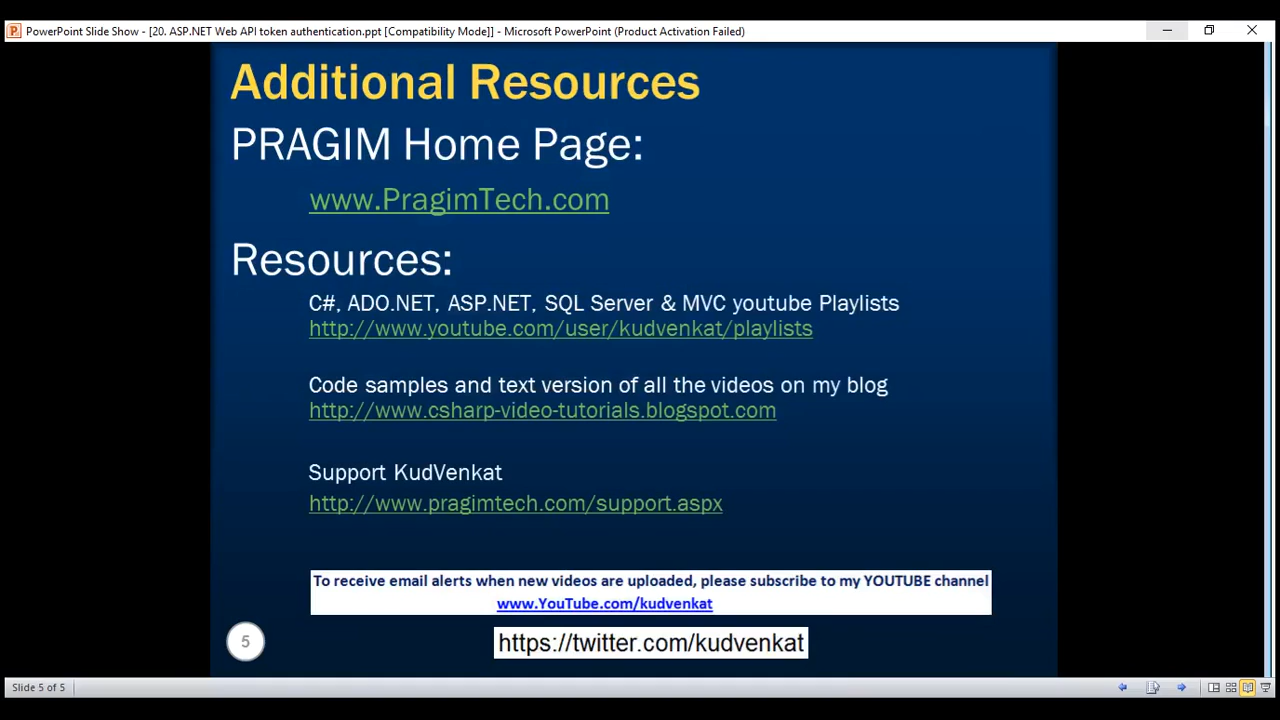 PowerPoint Slide Show - [20. ASP.NET Web API token authentication.ppt [Compatibility Mode]] - Microsoft PowerPoint (Product Activation Failed)
Additional Resources
PRAGIM Home Page:
www.PragimTech.com
Resources:
C#, ADO.NET, ASP.NET, SQL Server & MVC youtube Playlists
http://www.youtube.com/user/kudvenkat/playlists
Code samples and text version of all the videos on my blog
http://www.csharp-video-tutorials.blogspot.com
Support KudVenkat
http://www.pragimtech.com/support.aspx
To receive email alerts when new videos are uploaded, please subscribe to my YOUTUBE channel
www.YouTube.com/kudvenkat
5
https://twitter.com/kudvenkat
Slide 5 of 5